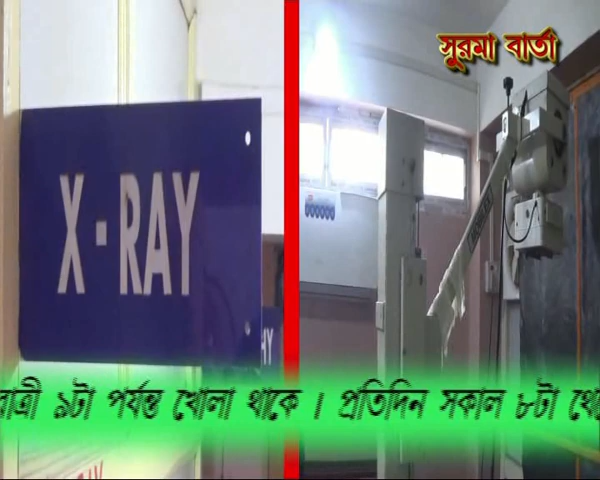 সুরমা বার্তা
X-RAY
রাত্রী ৯টা পর্যন্ত খোলা থাকে । প্রতিদিন সকাল ৮টা